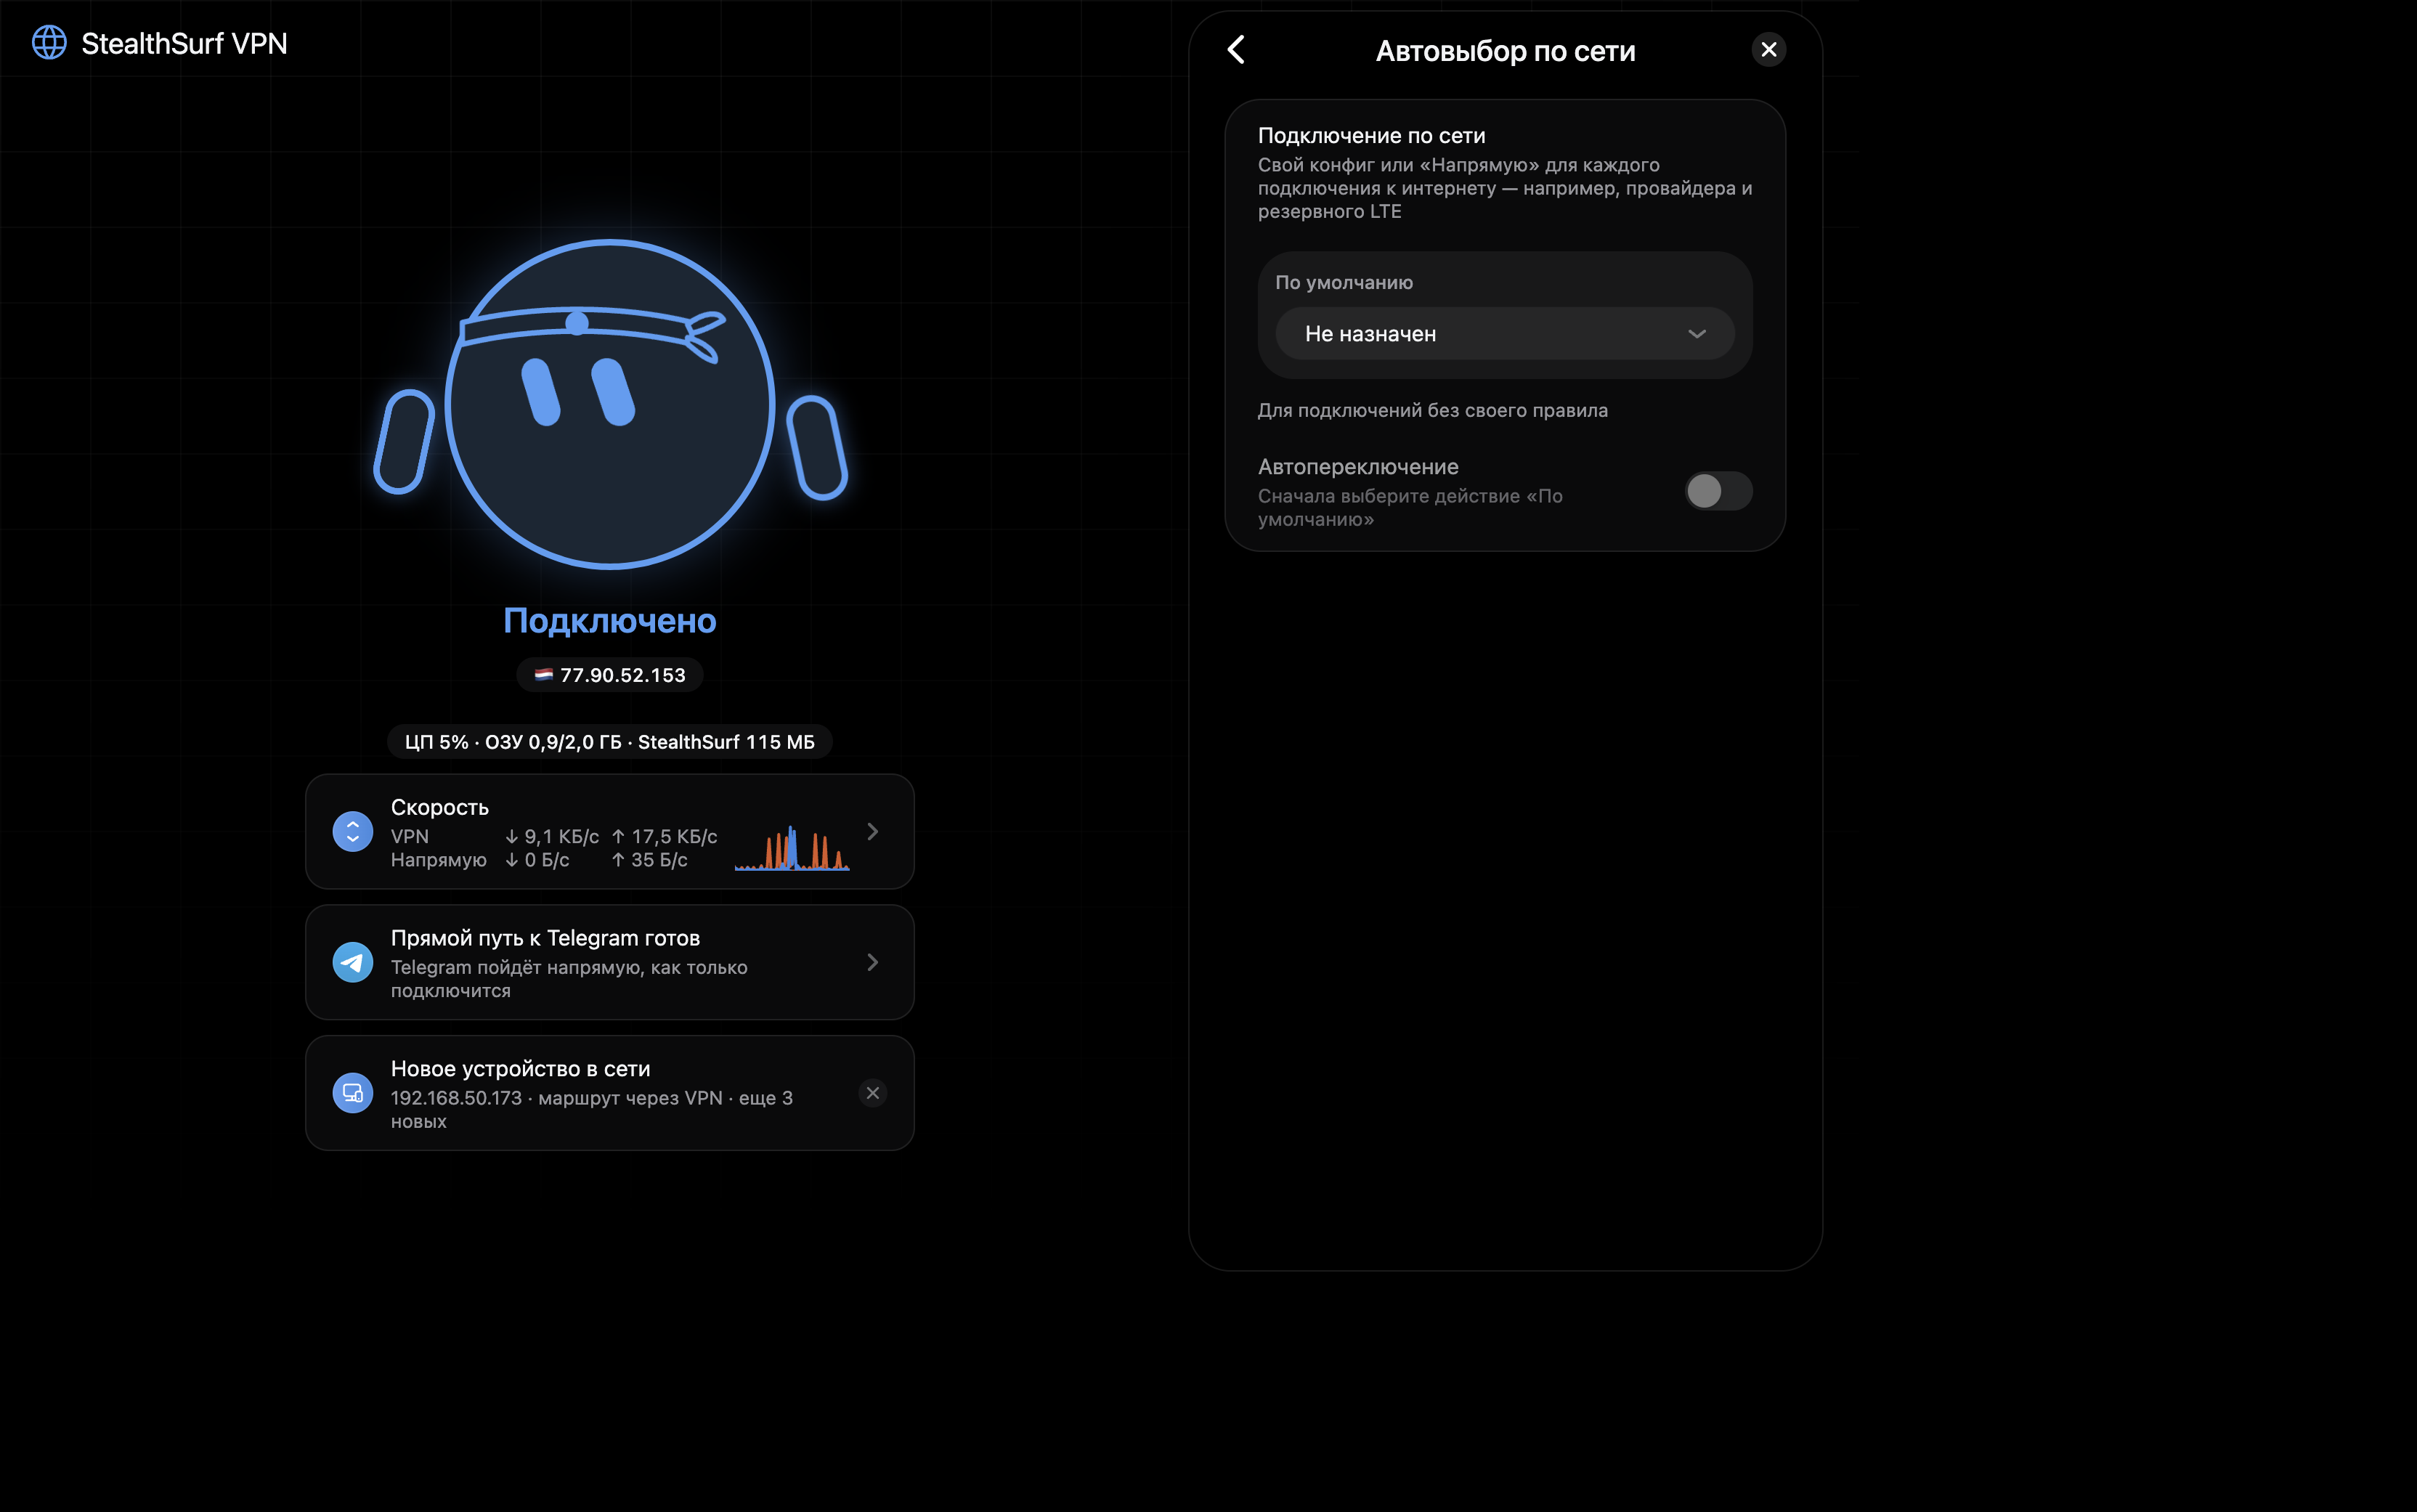 StealthSurf VPN
Подключено
77.90.52.153
ЦП 5% · ОЗУ 0,9/2,0 ГБ · StealthSurf 115 МБ
Скорость
VPN ↓ 9,1 КБ/с ↑ 17,5 КБ/с
Напрямую ↓ 0 Б/с ↑ 35 Б/с
Прямой путь к Telegram готов
Telegram пойдёт напрямую, как только
подключится
Новое устройство в сети
192.168.50.173 · маршрут через VPN · еще 3
новых
Автовыбор по сети
Подключение по сети
Свой конфиг или «Напрямую» для каждого
подключения к интернету — например, провайдера и
резервного LTE
По умолчанию
Не назначен
Для подключений без своего правила
Автопереключение
Сначала выберите действие «По
умолчанию»